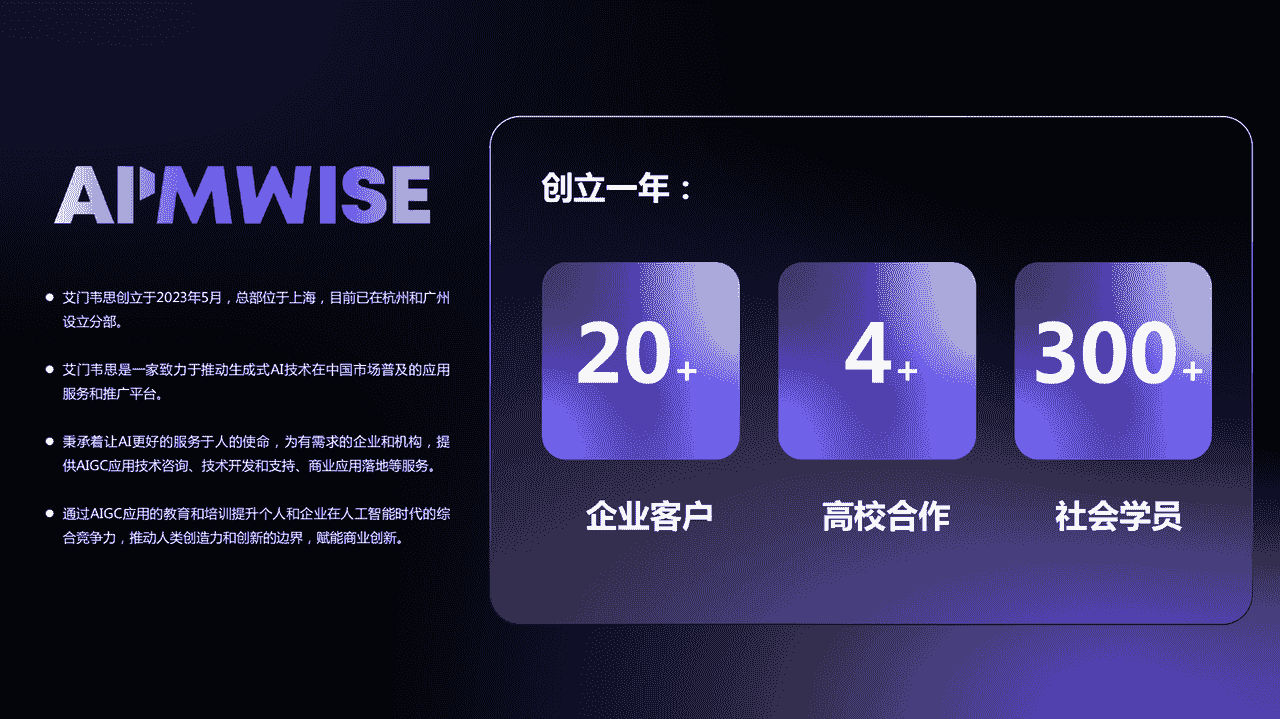 AIMWISE
艾门韦思创立于2023年5月，总部位于上海，目前已在杭州和广州
设立分部。
艾门韦思是一家致力于推动生成式AI技术在中国市场普及的应用
服务和推广平台。
秉承着让AI更好的服务于人的使命，为有需求的企业和机构，提
供AIGC应用技术咨询、技术开发和支持、商业应用落地等服务。
通过AIGC应用的教育和培训提升个人和企业在人工智能时代的综
合竞争力，推动人类创造力和创新的边界，赋能商业创新。
创立一年：
20+
企业客户
4+
高校合作
300+
社会学员